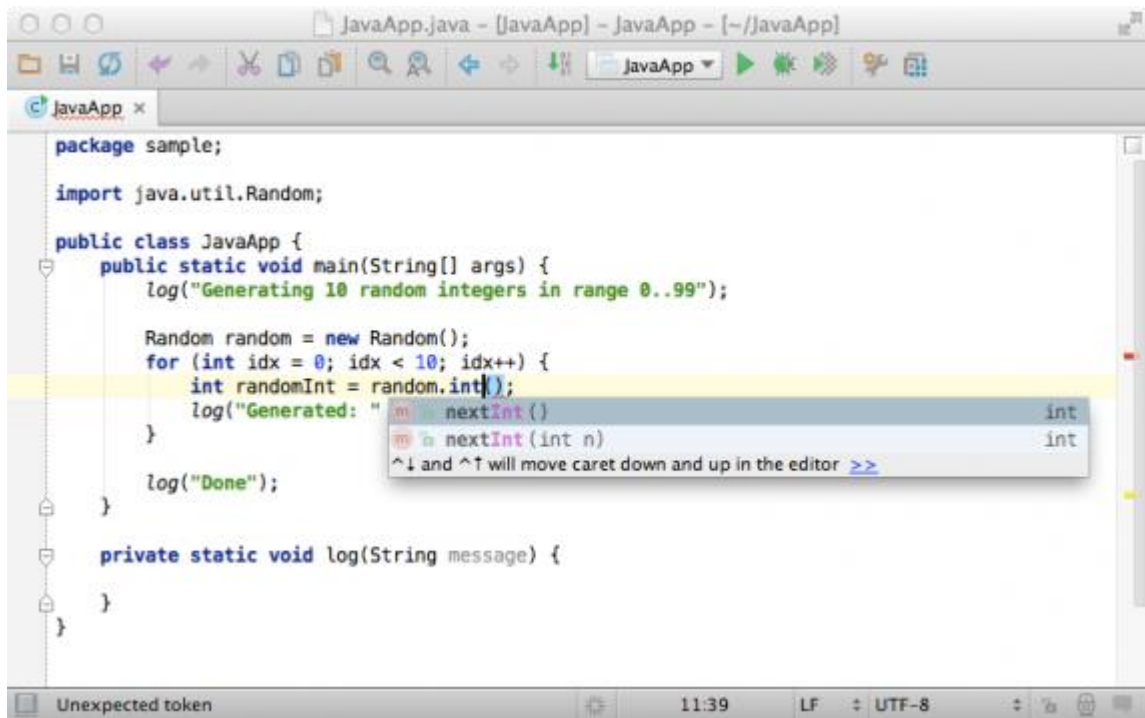 JavaApp.java – [JavaApp] – JavaApp – [~/JavaApp]
JavaApp
JavaApp ×
package sample;
import java.util.Random;
public class JavaApp {
public static void main(String[] args) {
log("Generating 10 random integers in range 0..99");
Random random = new Random();
for (int idx = 0; idx < 10; idx++) {
int randomInt = random.int();
log("Generated: "
nextInt() int
}
nextInt(int n) int
^↓ and ^↑ will move caret down and up in the editor >>
log("Done");
}
private static void log(String message) {
}
}
Unexpected token 11:39 LF UTF-8